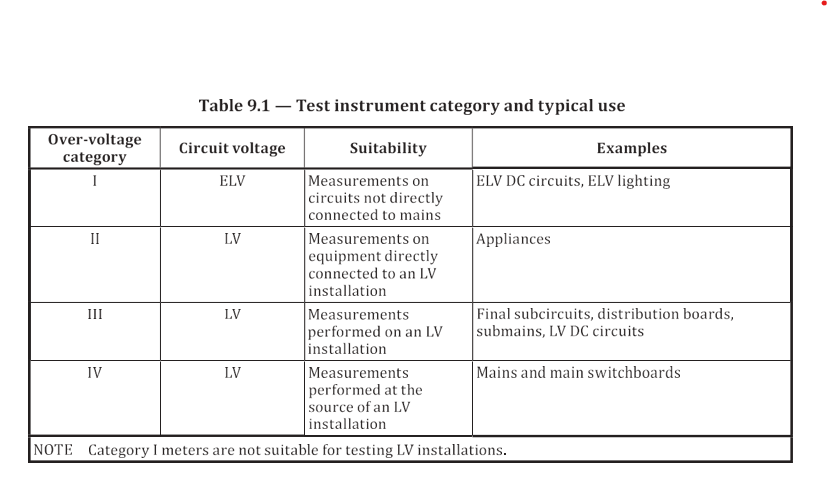 Table 9.1 — Test instrument category and typical use
Over-voltage
category
Circuit voltage
Suitability
Examples
I
ELV
Measurements on
circuits not directly
connected to mains
ELV DC circuits, ELV lighting
II
LV
Measurements on
equipment directly
connected to an LV
installation
Appliances
III
LV
Measurements
performed on an LV
installation
Final subcircuits, distribution boards,
submains, LV DC circuits
IV
LV
Measurements
performed at the
source of an LV
installation
Mains and main switchboards
NOTE Category I meters are not suitable for testing LV installations.